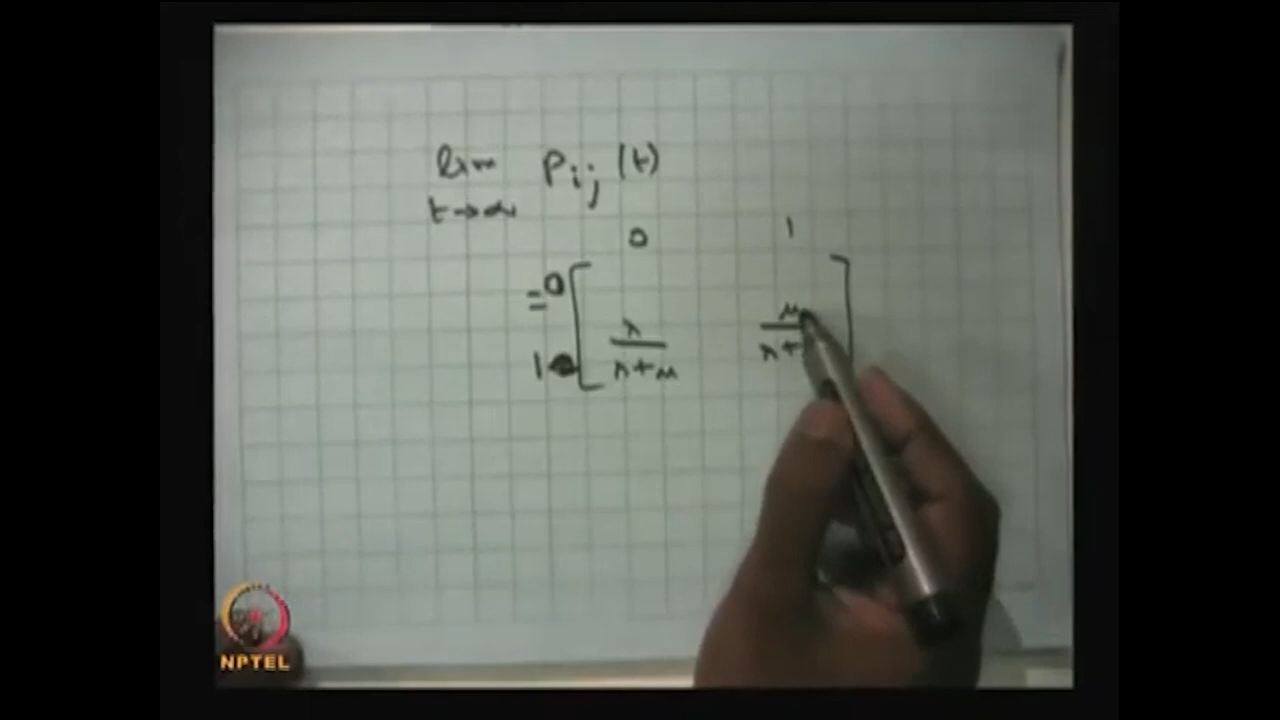 lim Pij (t)
t→∞
0 1
= 0 [ λ μ ]
1 λ+μ λ+
NPTEL